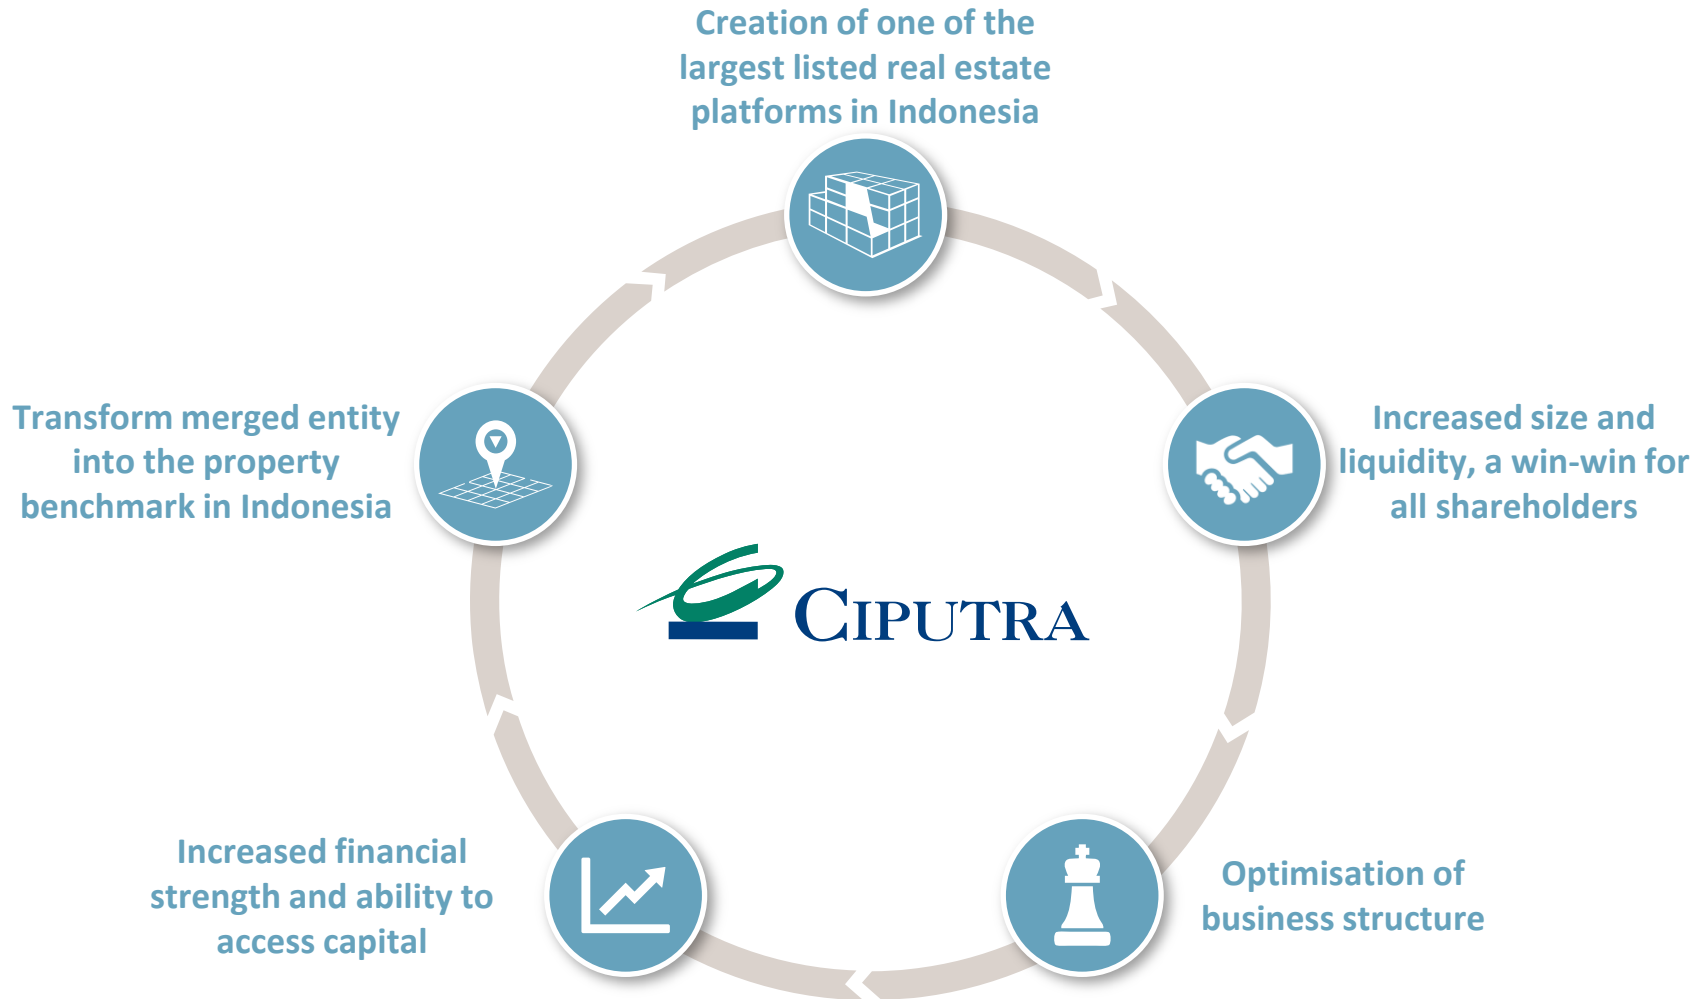 Creation of one of the
largest listed real estate
platforms in Indonesia
Transform merged entity
into the property
benchmark in Indonesia
Increased size and
liquidity, a win-win for
all shareholders
CIPUTRA
Increased financial
strength and ability to
access capital
Optimisation of
business structure